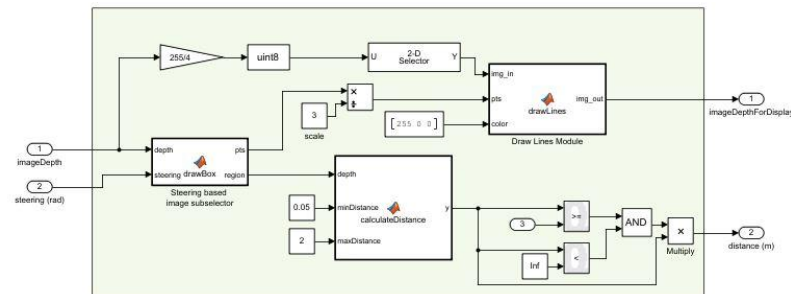 255/4
uint8
U
2-D
Selector
Y
img_in
pts
color
drawLines
img_out
Draw Lines Module
1
imageDepthForDisplay
×
÷
3
scale
[255 0 0]
1
imageDepth
2
steering (rad)
depth
steering
drawBox
pts
region
Steering based
image subselector
depth
minDistance
maxDistance
calculateDistance
y
0.05
2
3
>=
Inf
<
AND
×
Multiply
2
distance (m)